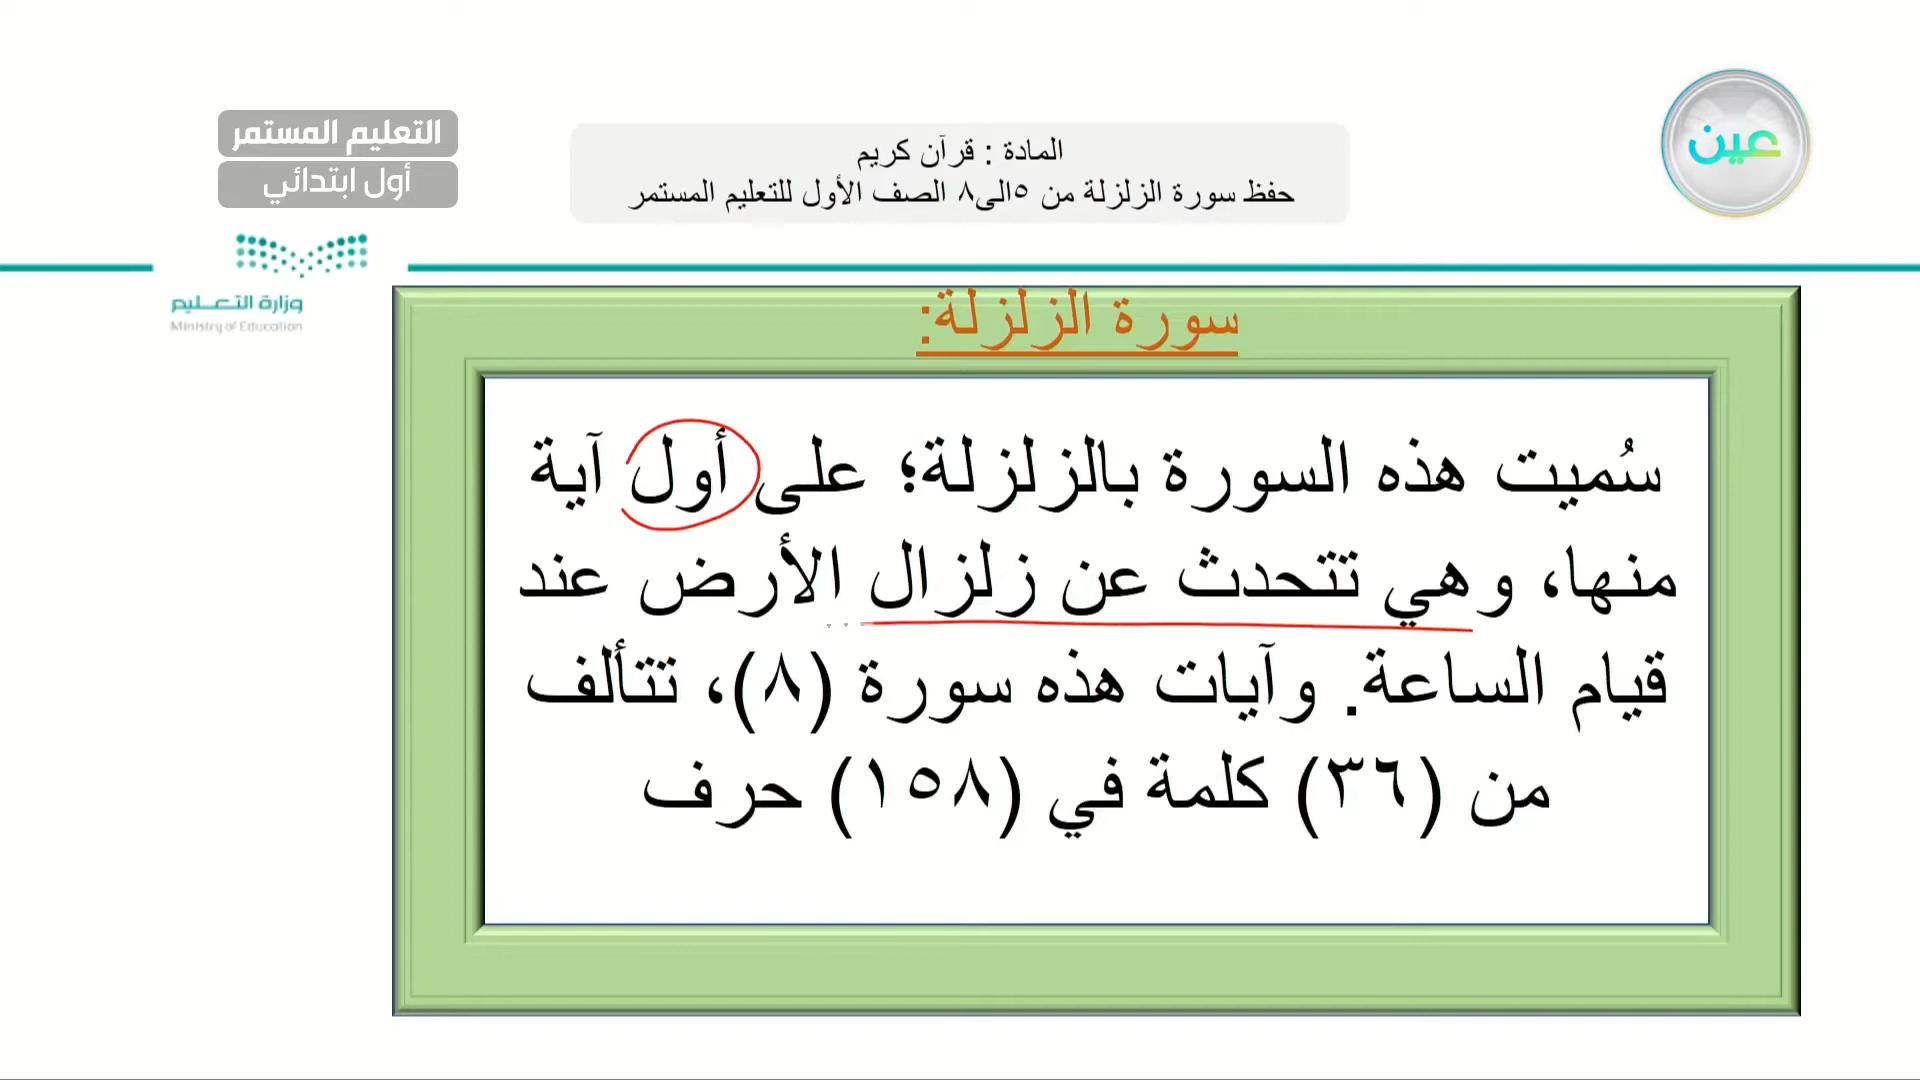 عين
المادة : قرآن كريم
حفظ سورة الزلزلة من ٥الى٨ الصف الأول للتعليم المستمر
التعليم المستمر
أول ابتدائي
وزارة التعليم
Ministry of Education
سورة الزلزلة:
سُميت هذه السورة بالزلزلة؛ على أول آية
منها، وهي تتحدث عن زلزال الأرض عند
قيام الساعة. وآيات هذه سورة (٨)، تتألف
من (٣٦) كلمة في (١٥٨) حرف